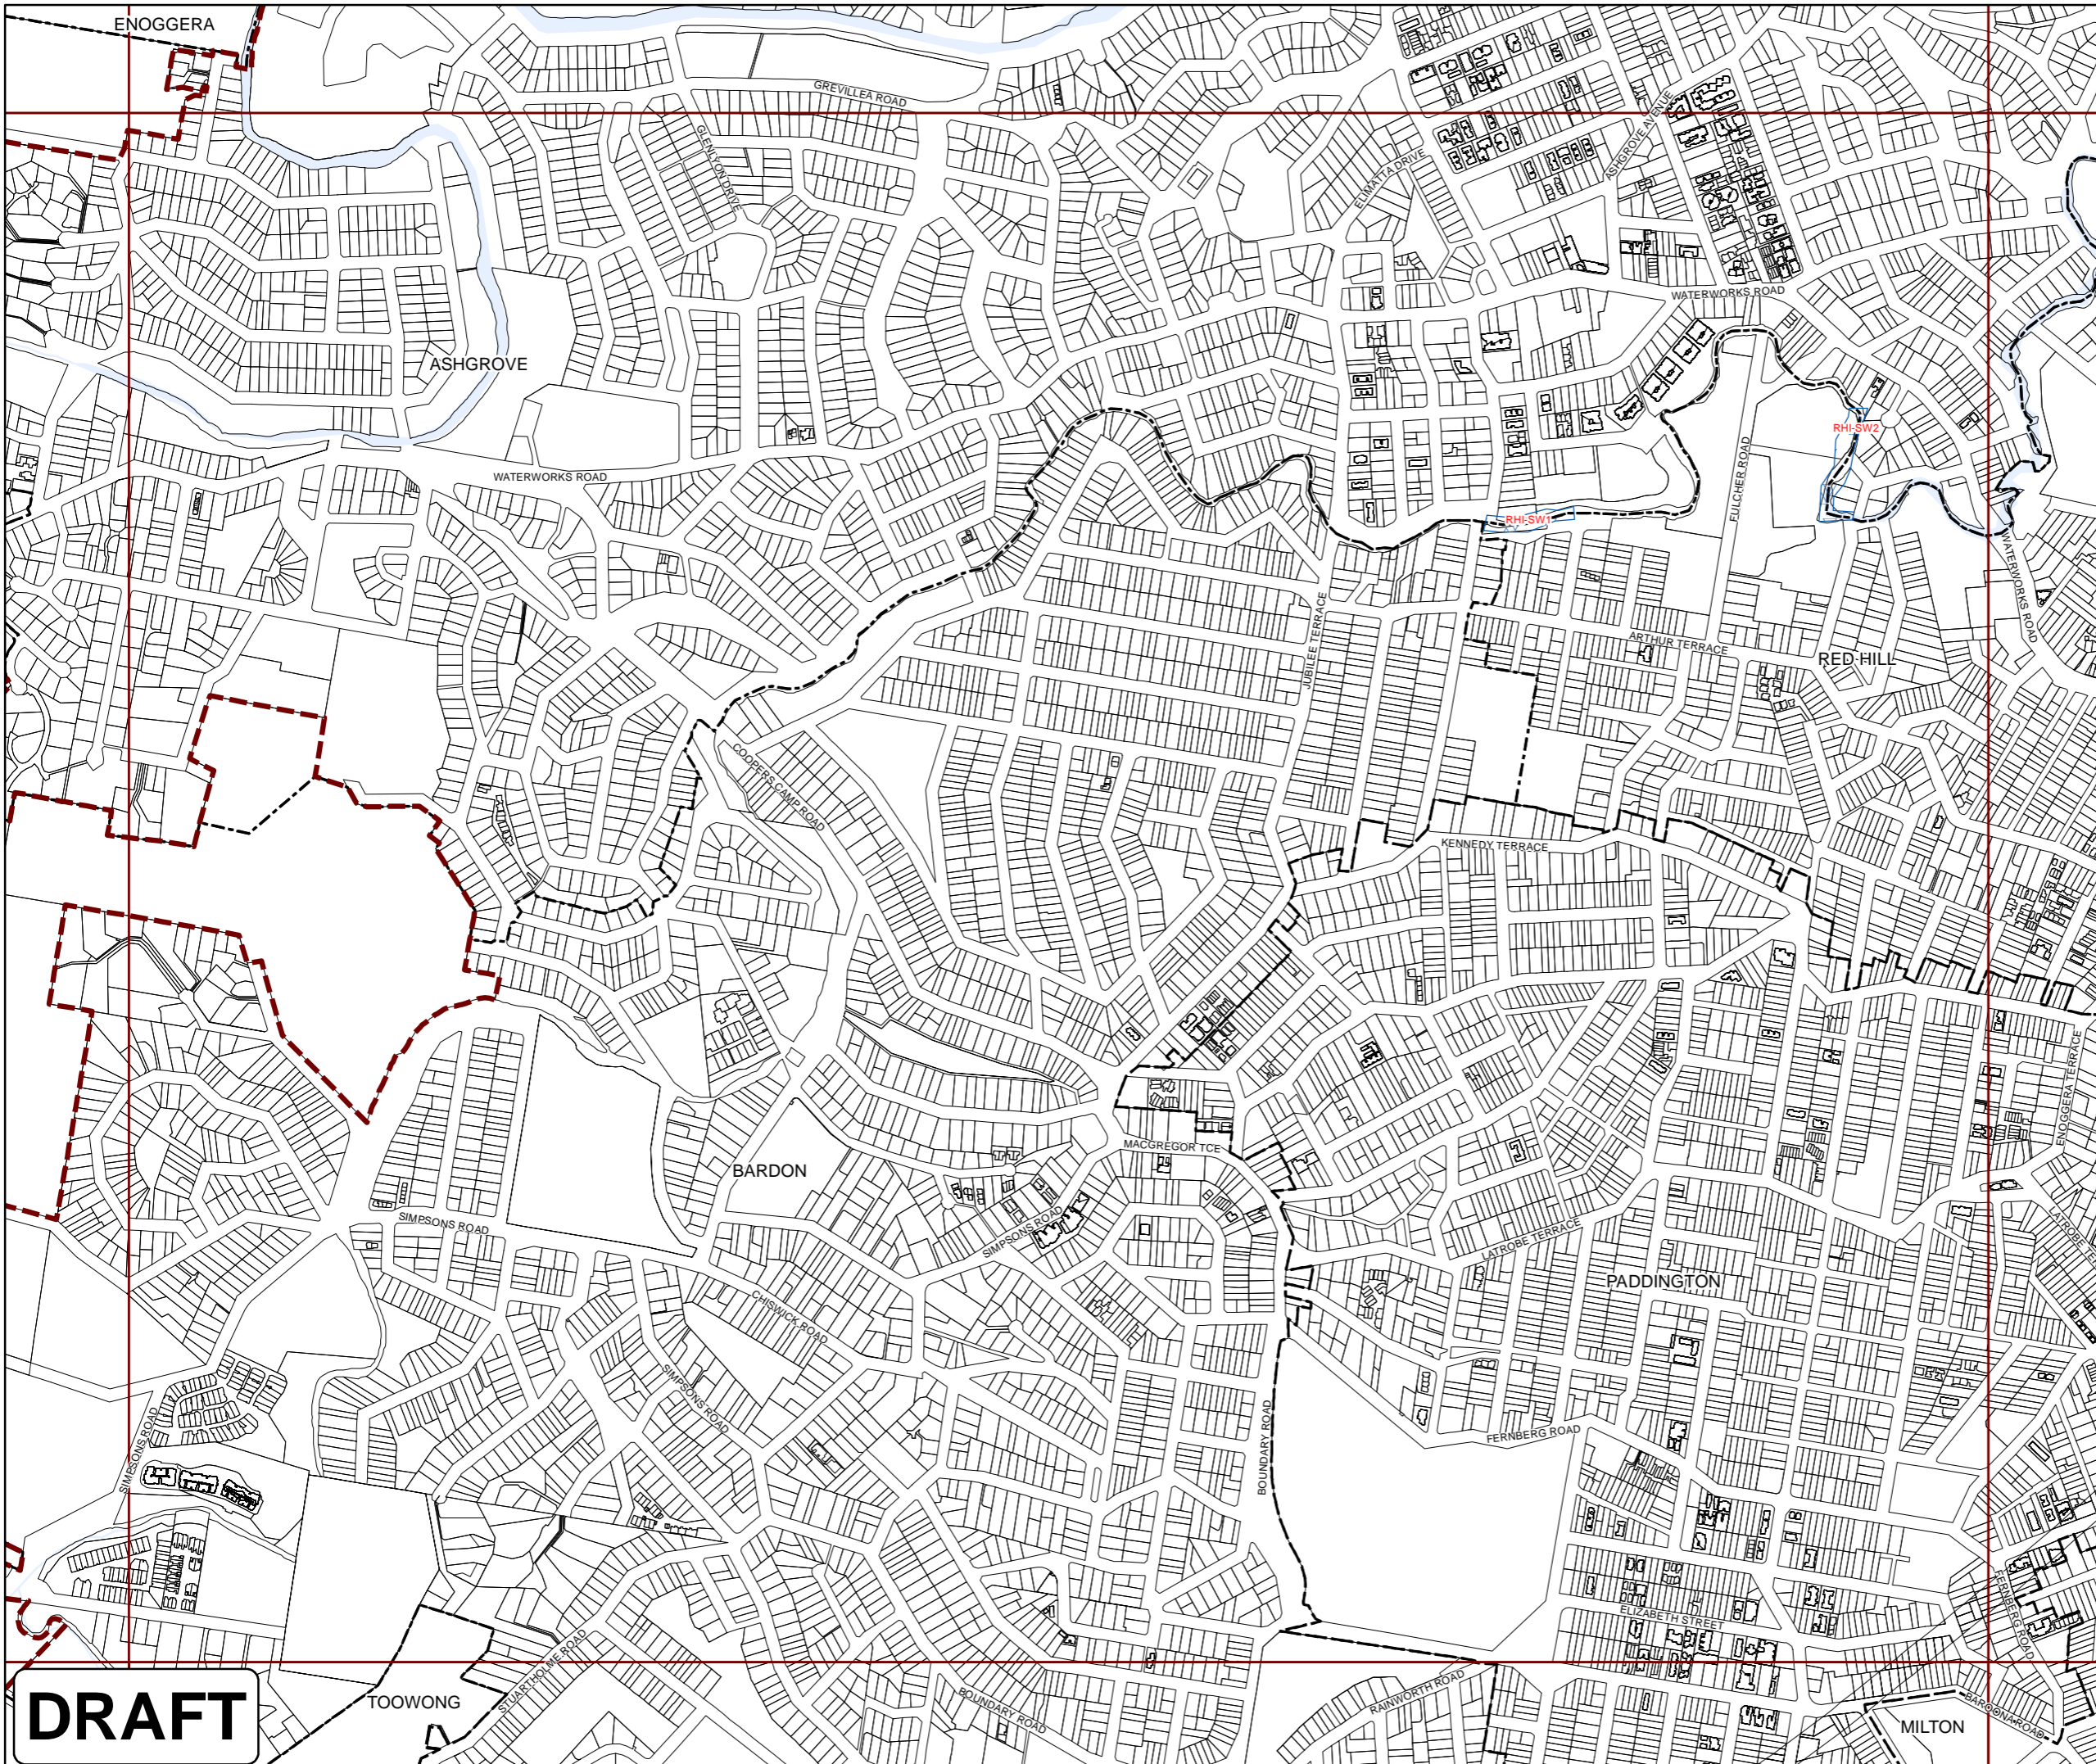 ENOGGERA
GREVILLEA ROAD
GLENLYON DRIVE
ELIMATTA DRIVE
ASHGROVE AVENUE
WATERWORKS ROAD
ASHGROVE
RHI-SW2
WATERWORKS ROAD
FULCHER ROAD
RHI-SW1
WATERWORKS ROAD
JUBILEE TERRACE
ARTHUR TERRACE
RED HILL
COOPERS CAMP ROAD
KENNEDY TERRACE
ENOGGERA TERRACE
MACGREGOR TCE
BARDON
SIMPSONS ROAD
SIMPSONS ROAD
LATROBE TERRACE
LATROBE TE
PADDINGTON
CHISWICK ROAD
SIMPSONS ROAD
BOUNDARY ROAD
FERNBERG ROAD
SIMPSONS ROAD
FERNBERG ROAD
ELIZABETH STREET
STUARTHOLME ROAD
RAINWORTH ROAD
BOUNDARY ROAD
BAROONA ROAD
TOOWONG
MILTON
DRAFT